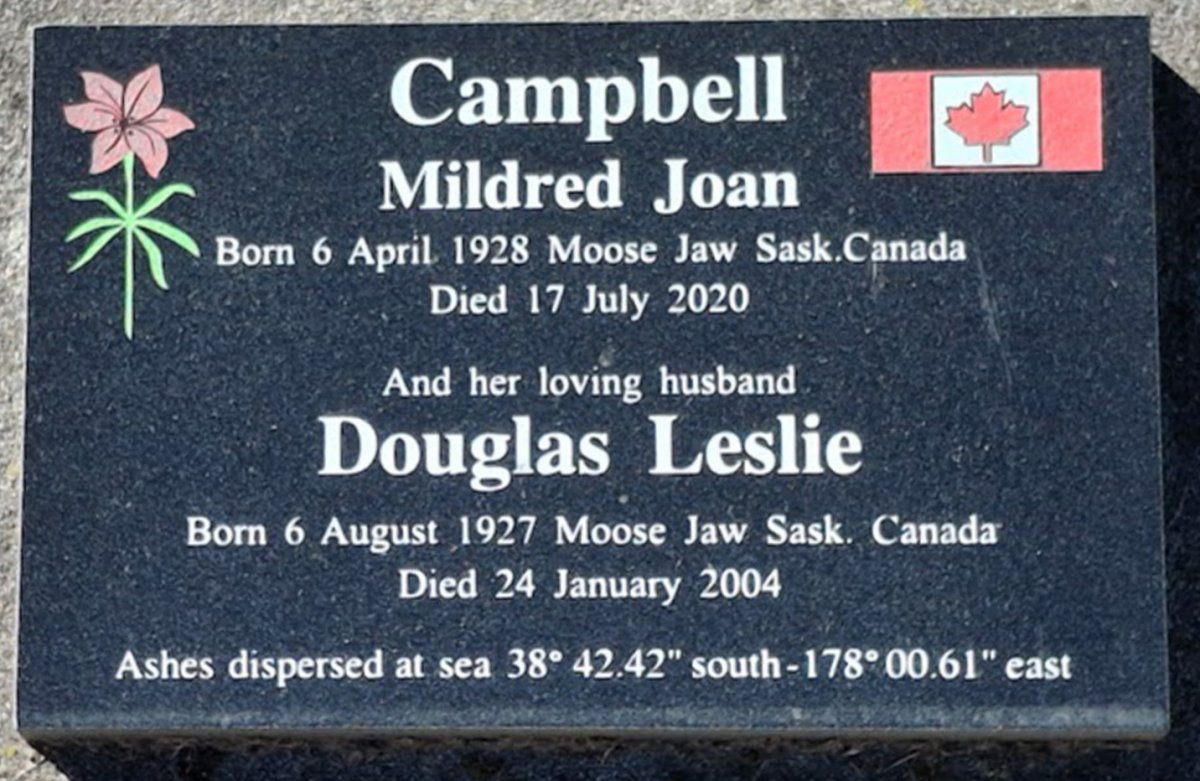 Campbell
Mildred Joan
Born 6 April 1928 Moose Jaw Sask.Canada
Died 17 July 2020
And her loving husband
Douglas Leslie
Born 6 August 1927 Moose Jaw Sask. Canada
Died 24 January 2004
Ashes dispersed at sea 38° 42.42" south-178° 00.61" east